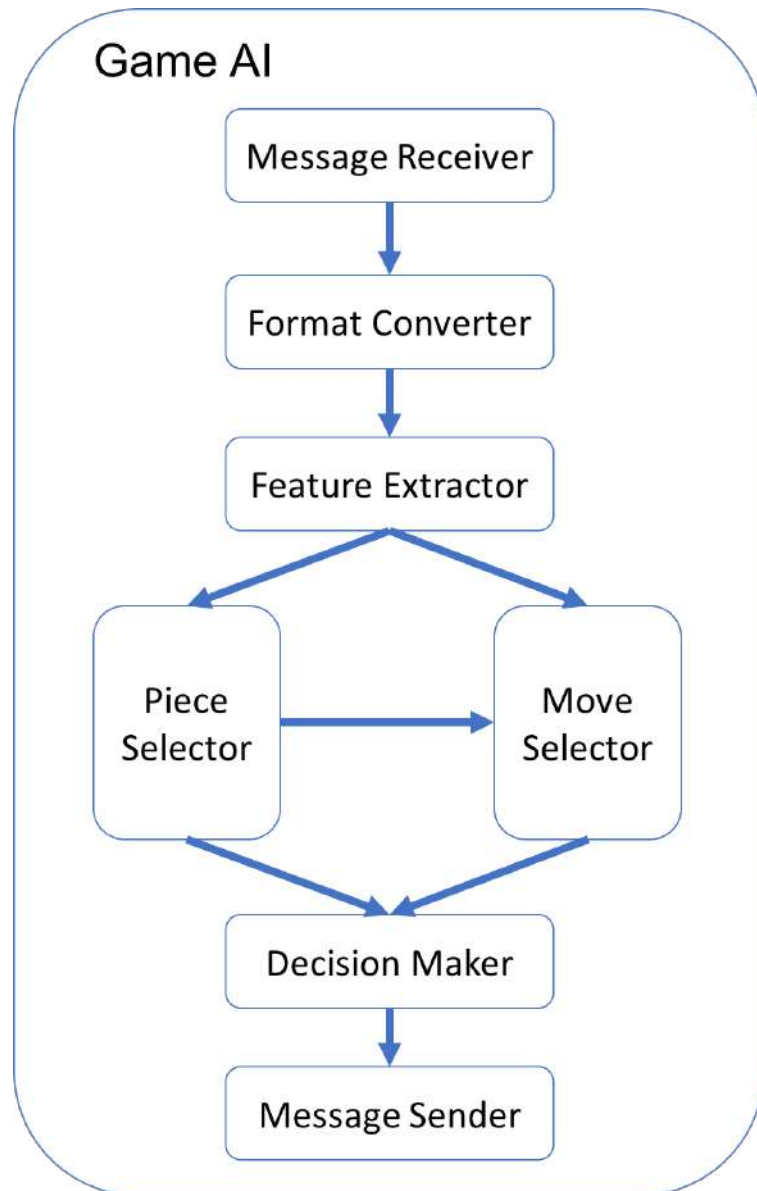 Game AI
Message Receiver
Format Converter
Feature Extractor
Piece
Selector
Move
Selector
Decision Maker
Message Sender